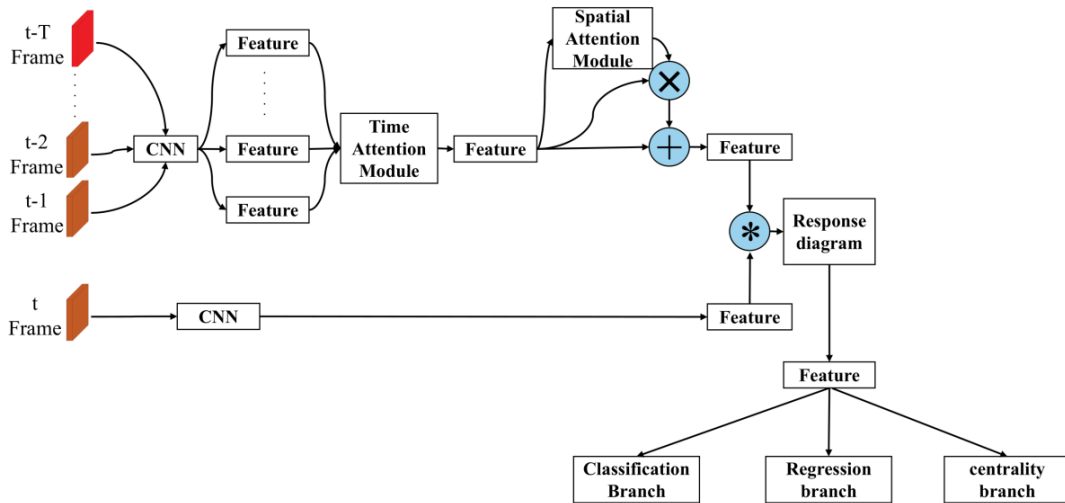 t-T
Frame
t-2
Frame
t-1
Frame
CNN
Feature
Feature
Feature
Time
Attention
Module
Feature
Spatial
Attention
Module
×
+
Feature
*
Response
diagram
t
Frame
CNN
Feature
Feature
Classification
Branch
Regression
branch
centrality
branch